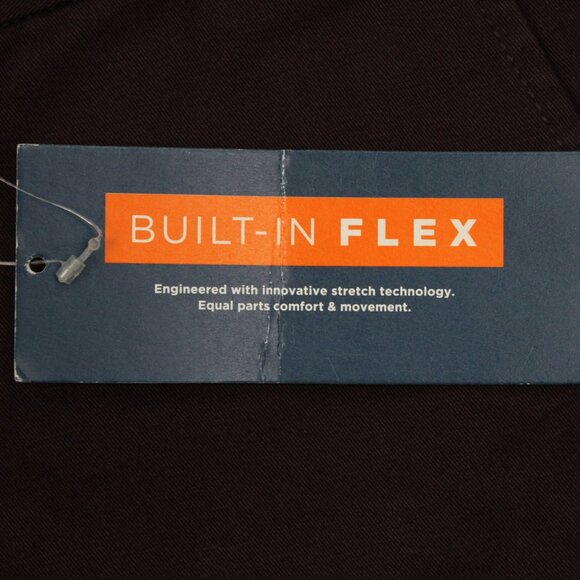 BUILT-IN FLEX
Engineered with innovative stretch technology.
Equal parts comfort & movement.